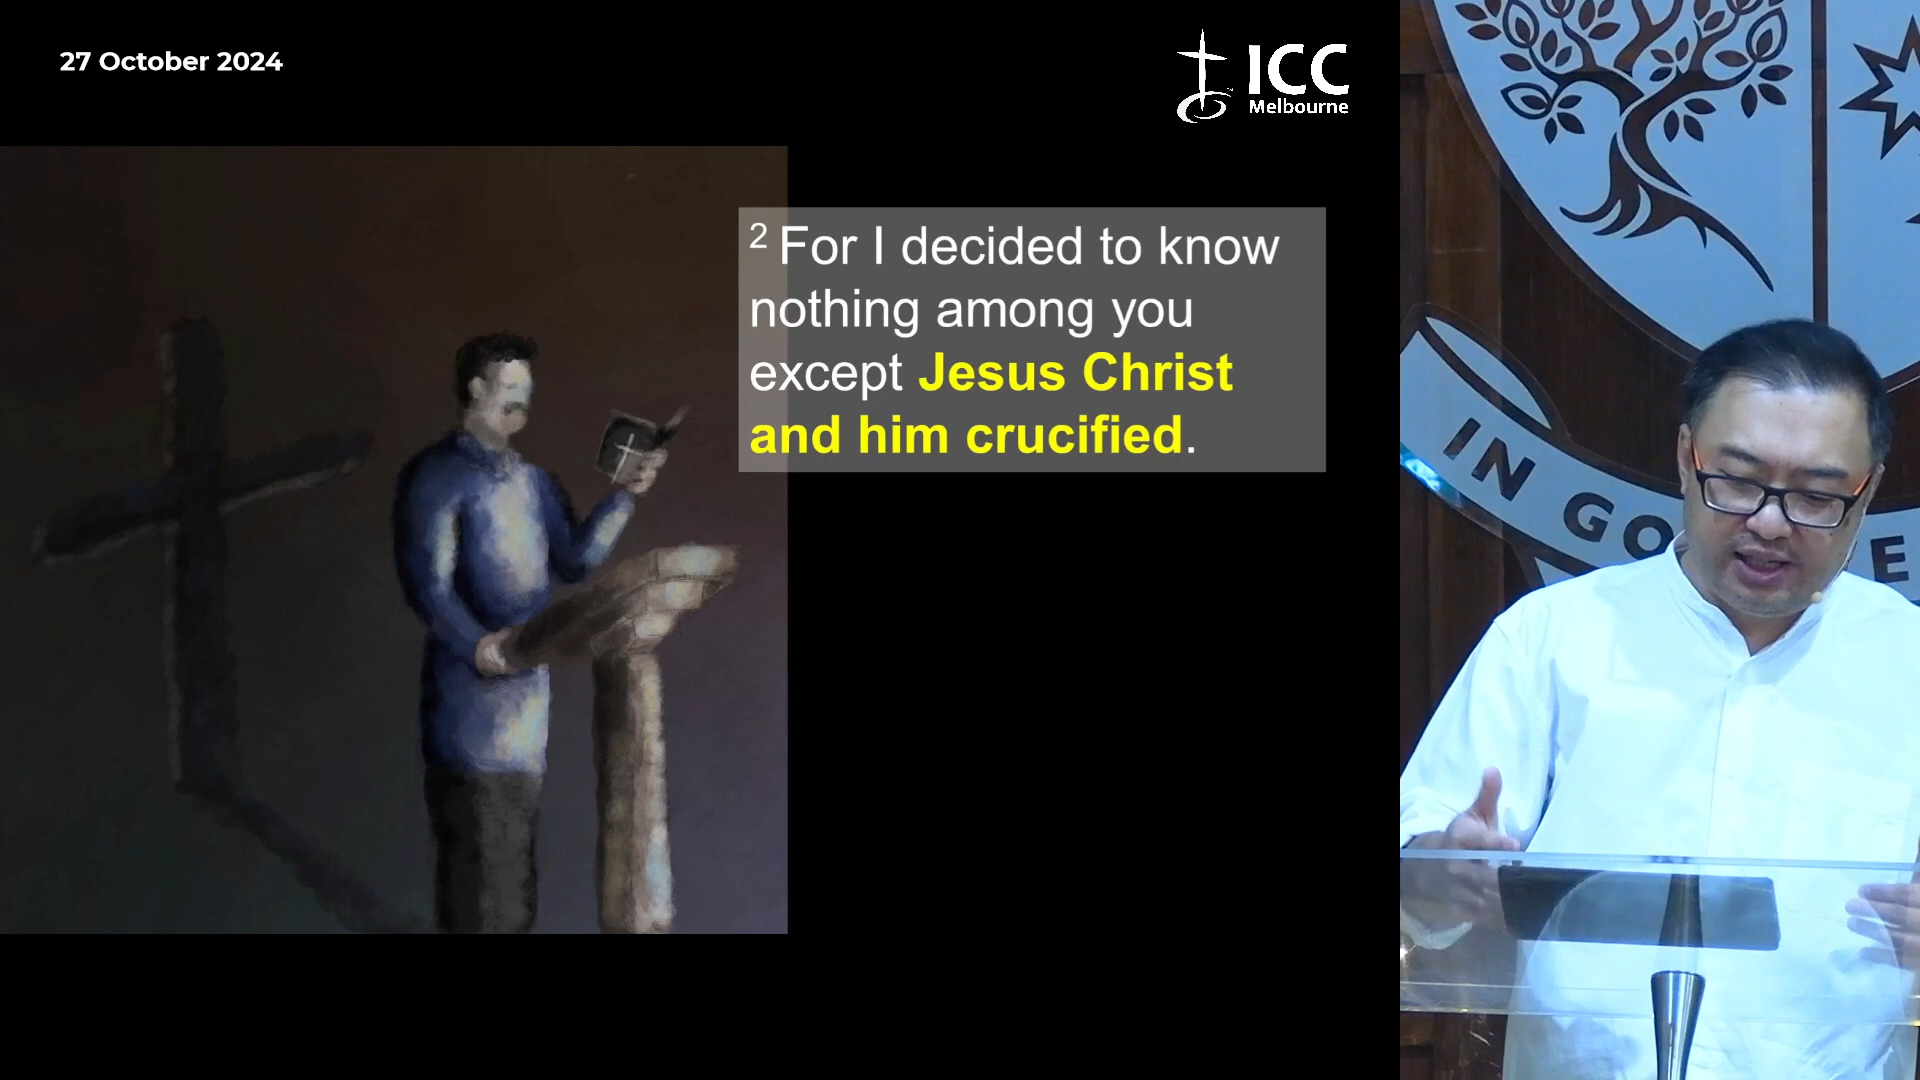 27 October 2024
ICC
Melbourne
2 For I decided to know
nothing among you
except Jesus Christ
and him crucified.
IN GO
E